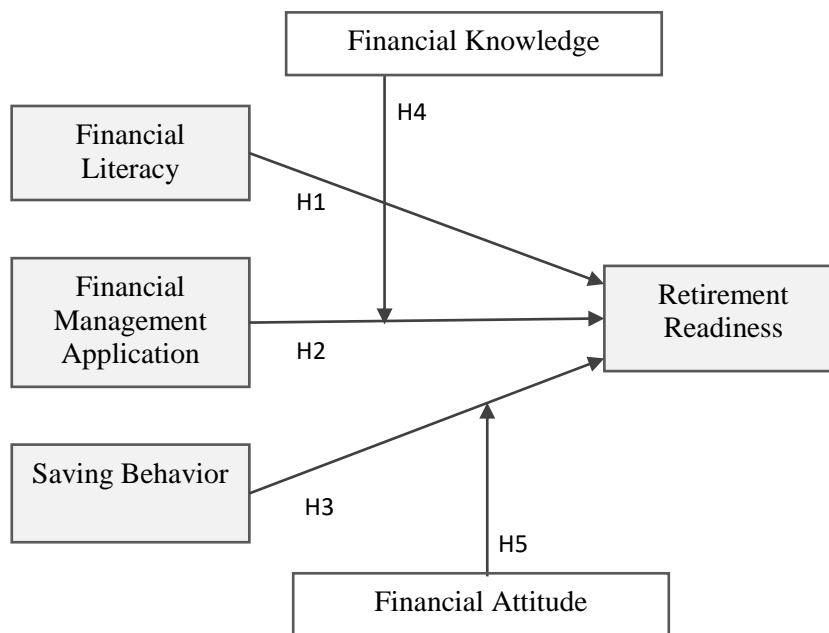 Financial Knowledge
H4
Financial
Literacy
H1
Financial
Management
Application
H2
Retirement
Readiness
Saving Behavior
H3
H5
Financial Attitude